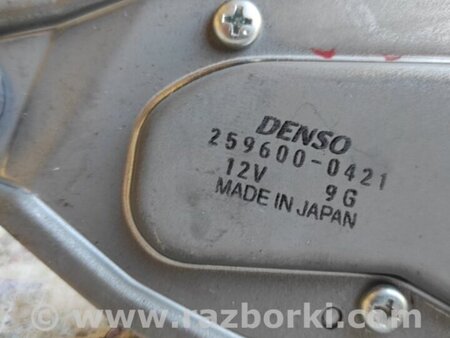 DENSO
259600-0421
12V 9G
MADE IN JAPAN
© www.razborki.com